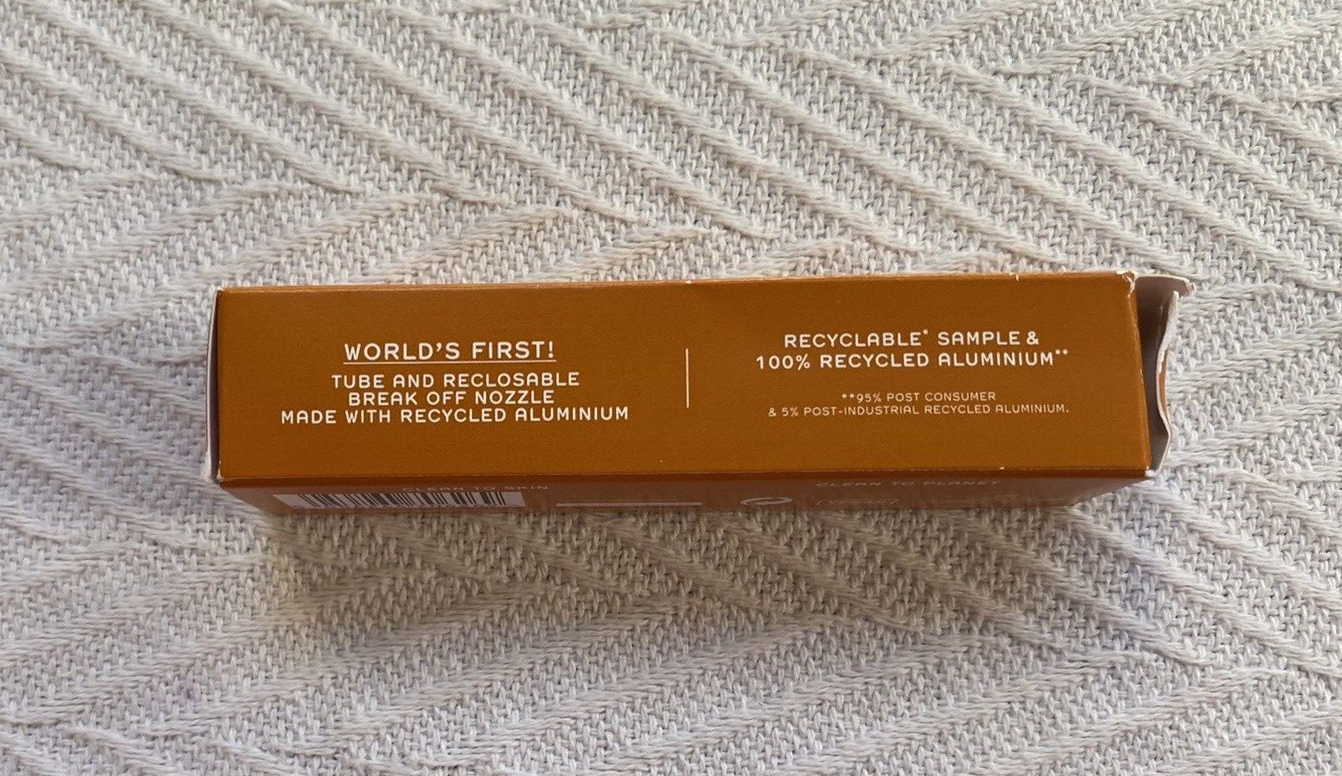 WORLD'S FIRST!
TUBE AND RECLOSABLE
BREAK OFF NOZZLE
MADE WITH RECYCLED ALUMINIUM
RECYCLABLE* SAMPLE &
100% RECYCLED ALUMINIUM**
**95% POST CONSUMER
& 5% POST-INDUSTRIAL RECYCLED ALUMINIUM.
CLEAN TO SKIN
CLEAN TO PLANET